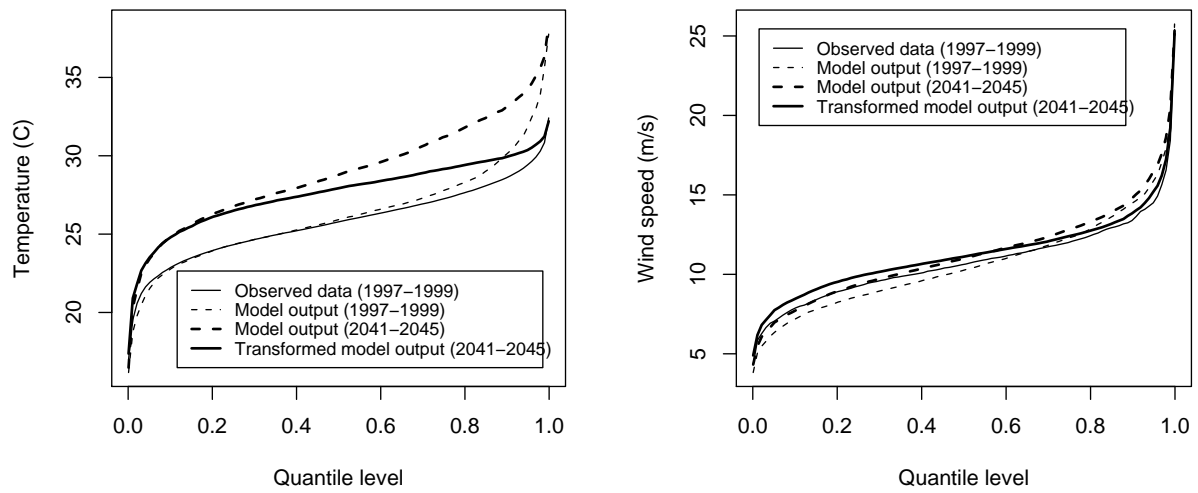 Temperature (C)
35
30
25
20
Observed data (1997−1999)
Model output (1997−1999)
Model output (2041−2045)
Transformed model output (2041−2045)
0.0 0.2 0.4 0.6 0.8 1.0
Quantile level
Wind speed (m/s)
25
20
15
10
5
Observed data (1997−1999)
Model output (1997−1999)
Model output (2041−2045)
Transformed model output (2041−2045)
0.0 0.2 0.4 0.6 0.8 1.0
Quantile level